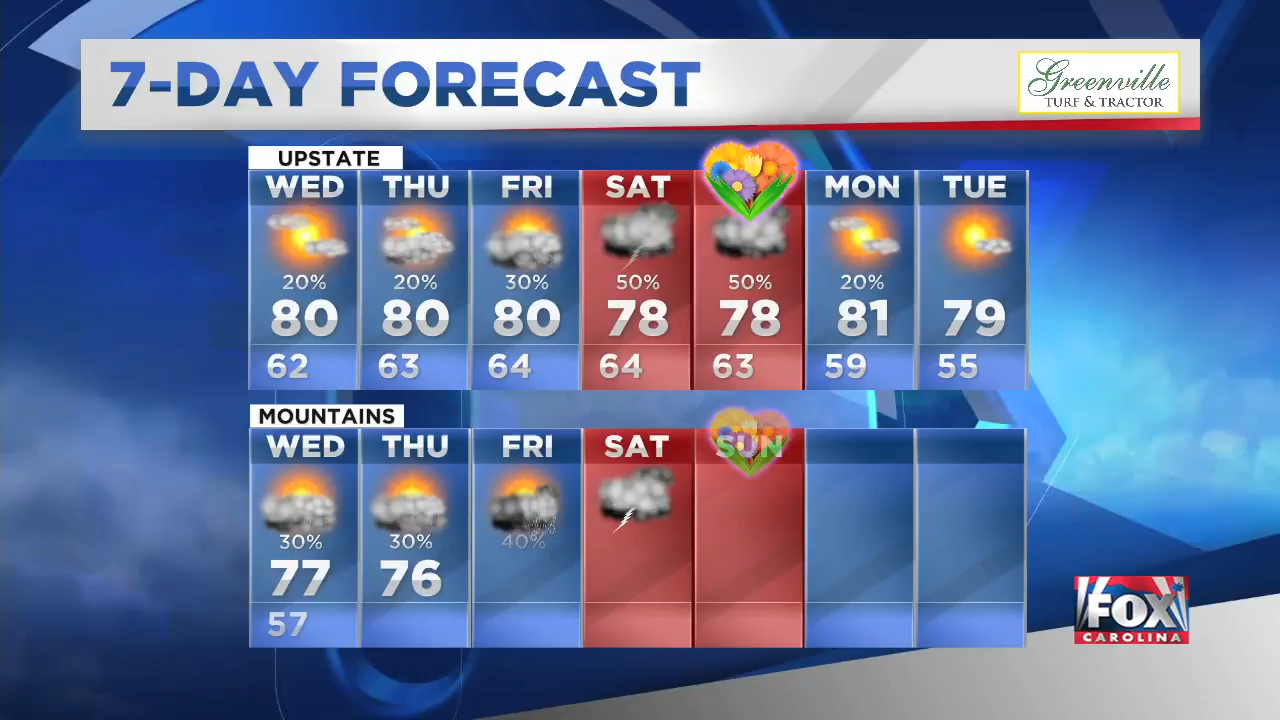 7-DAY FORECAST
Greenville
TURF & TRACTOR
UPSTATE
WED THU FRI SAT MON TUE
20% 20% 30% 50% 50% 20%
80 80 80 78 78 81 79
62 63 64 64 63 59 55
MOUNTAINS
WED THU FRI SAT SUN
30% 30% 40%
77 76
57
FOX
CAROLINA